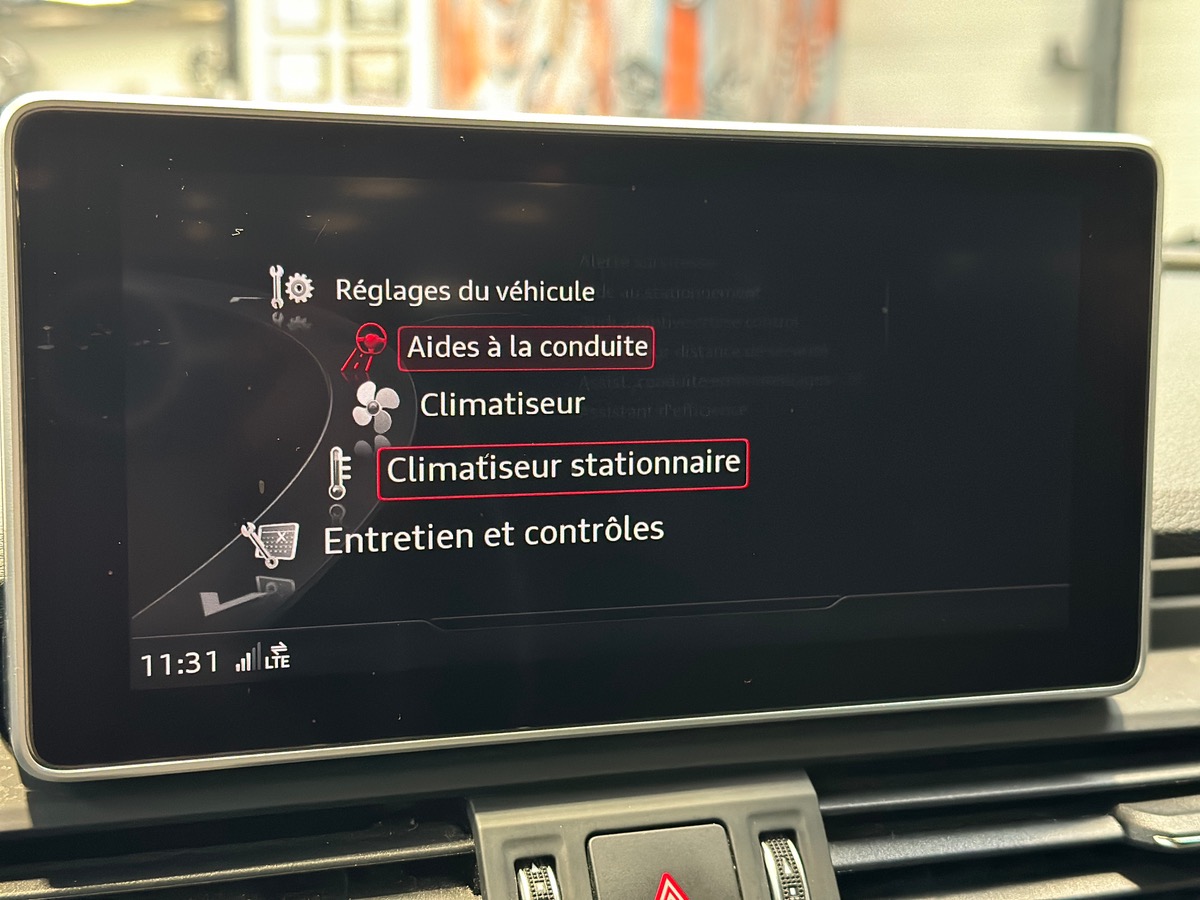 Réglages du véhicule
Aides à la conduite
Climatiseur
Climatiseur stationnaire
Entretien et contrôles
11:31 LTE